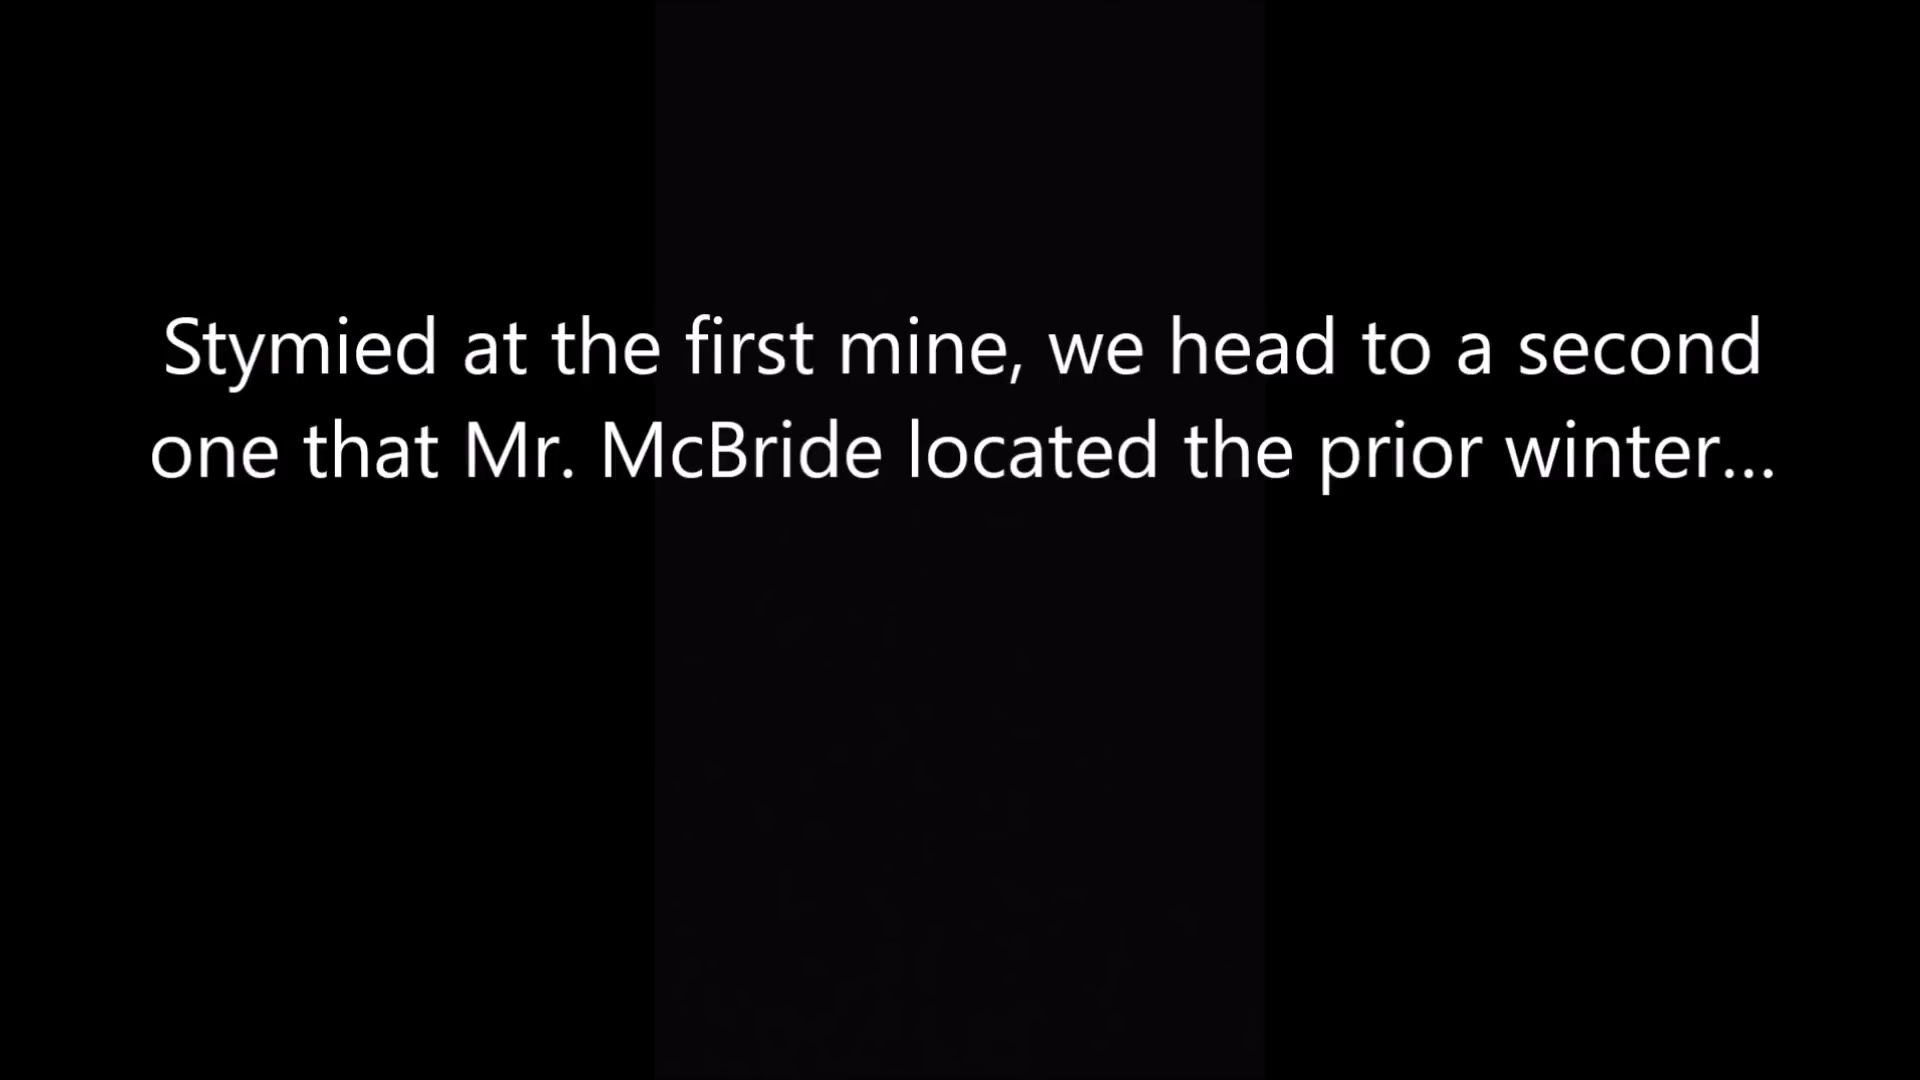 Stymied at the first mine, we head to a second
one that Mr. McBride located the prior winter...